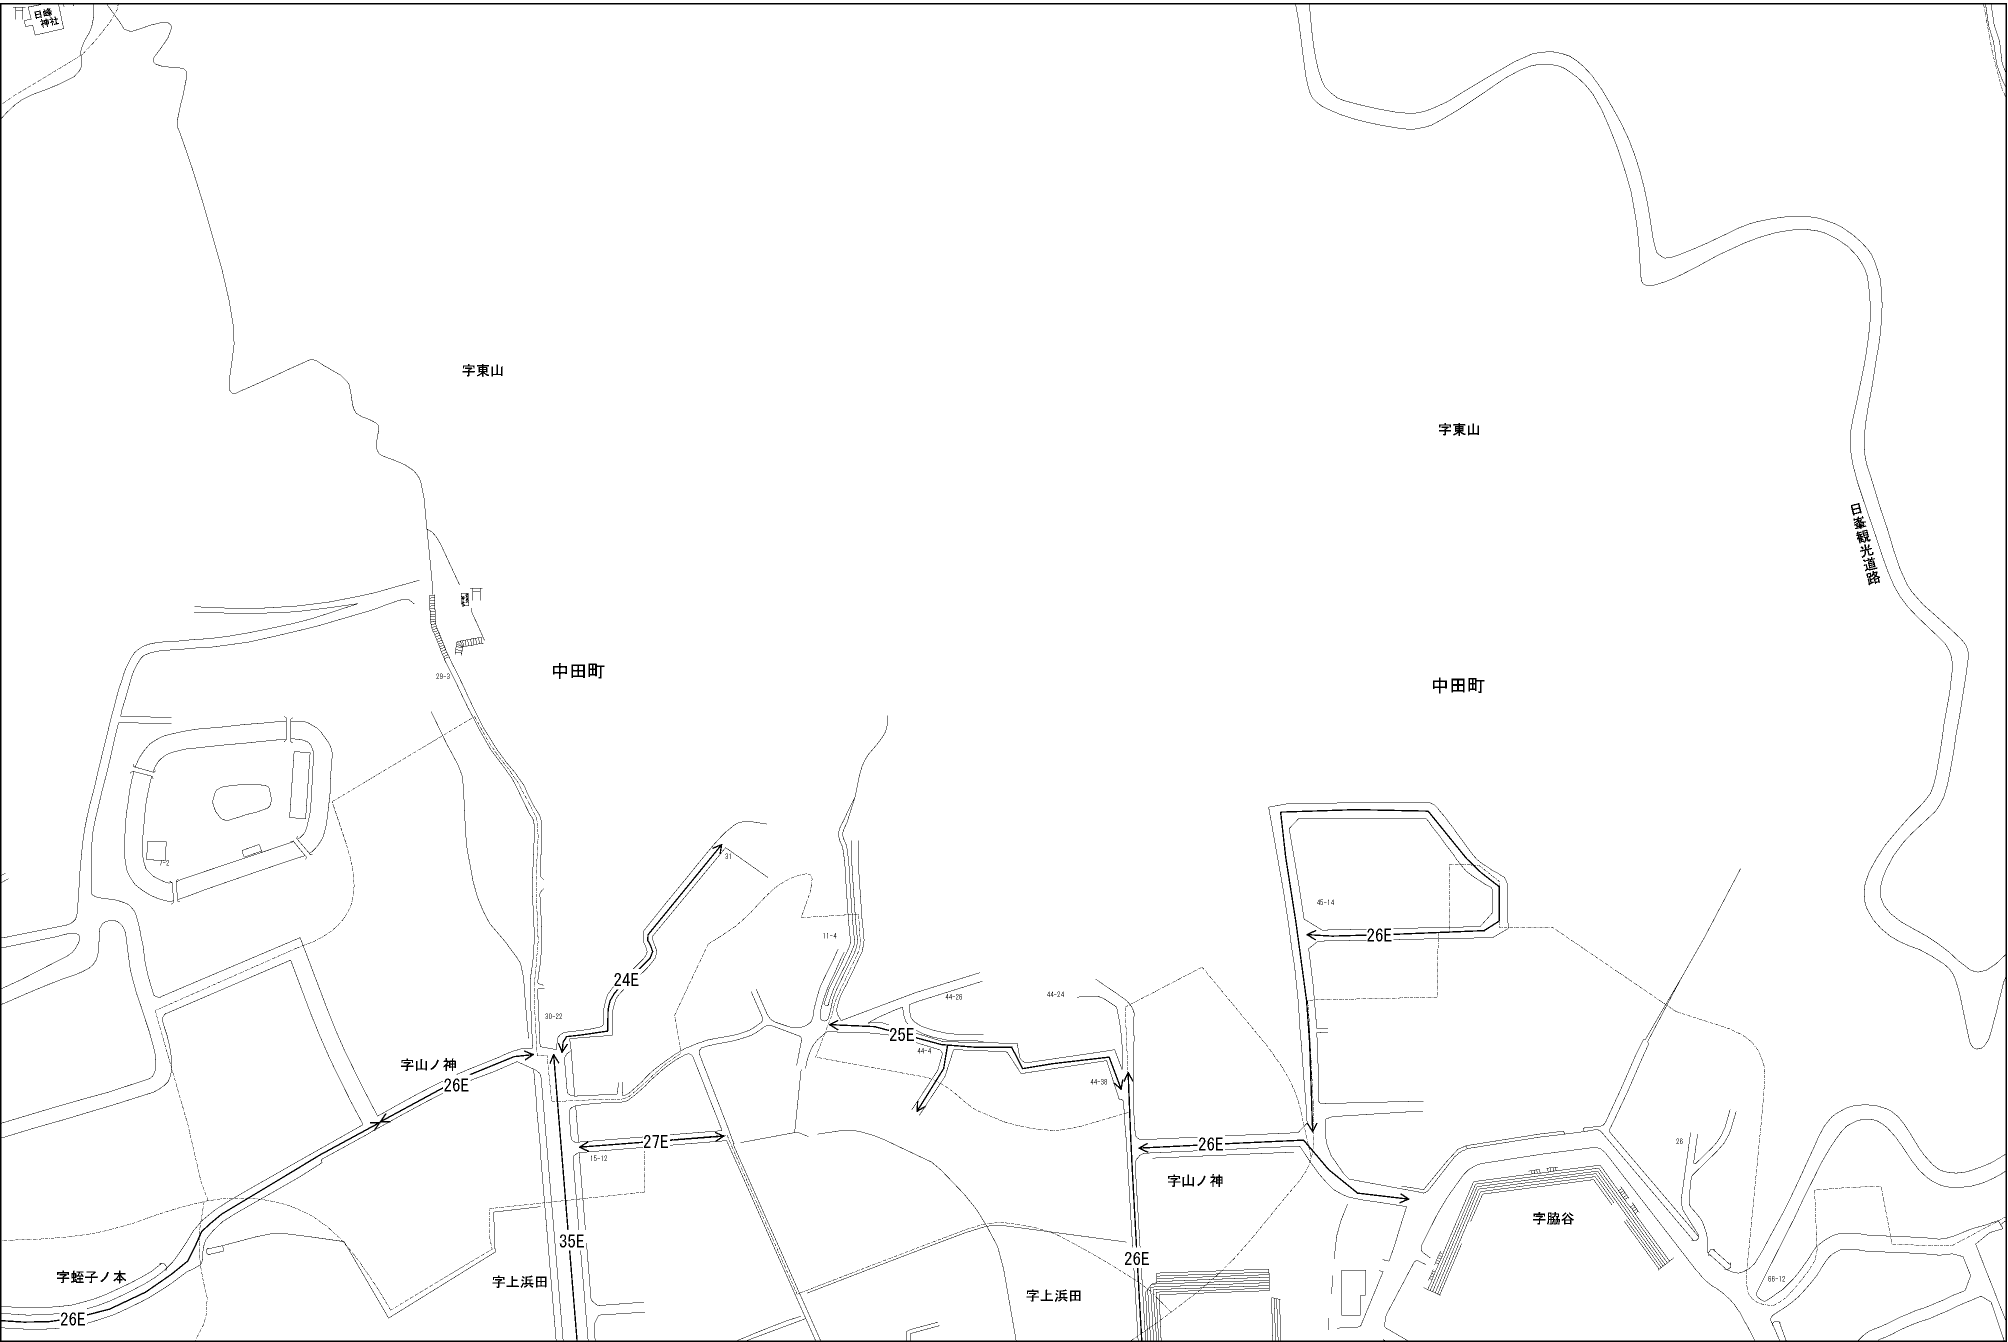 日峰
神社
字東山
字東山
日峯観光道路
29-3
中田町
中田町
7-2
31
45-14
11-4
26E
24E
44-26
44-24
30-22
25E
44-4
字山ノ神
26E
44-38
27E
26E
26
15-12
字山ノ神
字脇谷
35E
26E
字蛭子ノ本
字上浜田
66-12
字上浜田
26E